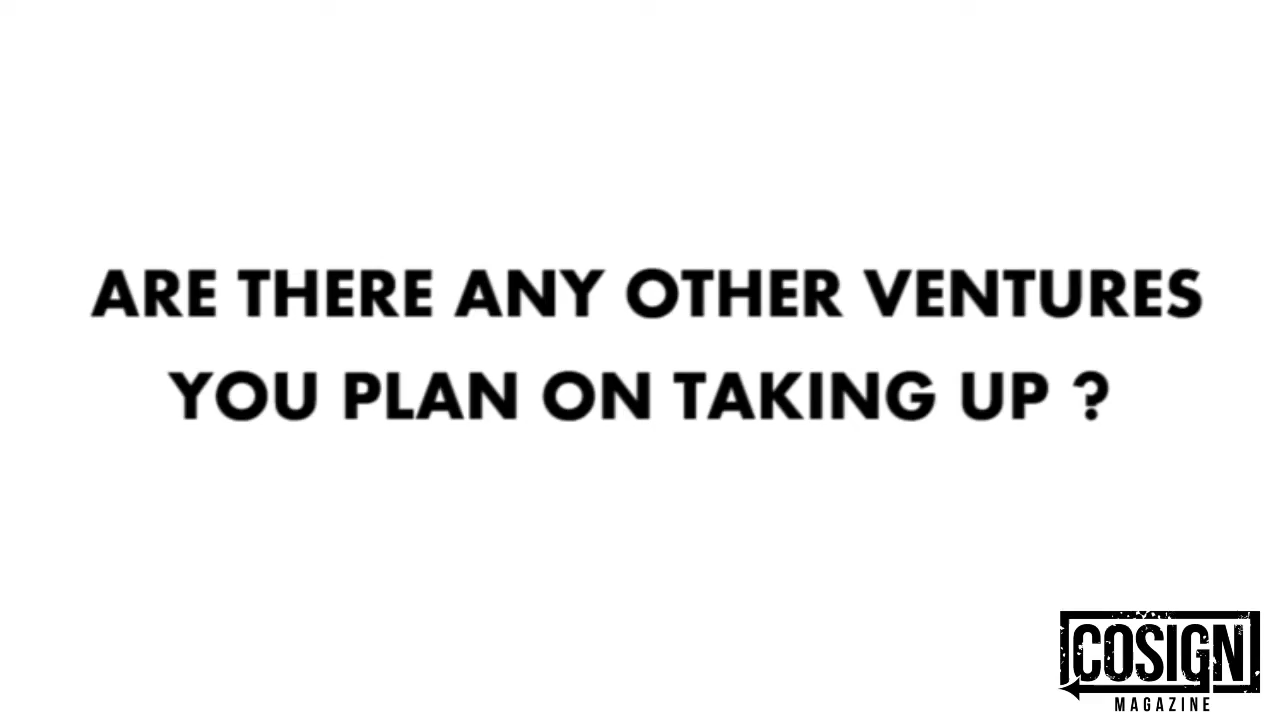 ARE THERE ANY OTHER VENTURES
YOU PLAN ON TAKING UP ?
COSIGN
MAGAZINE